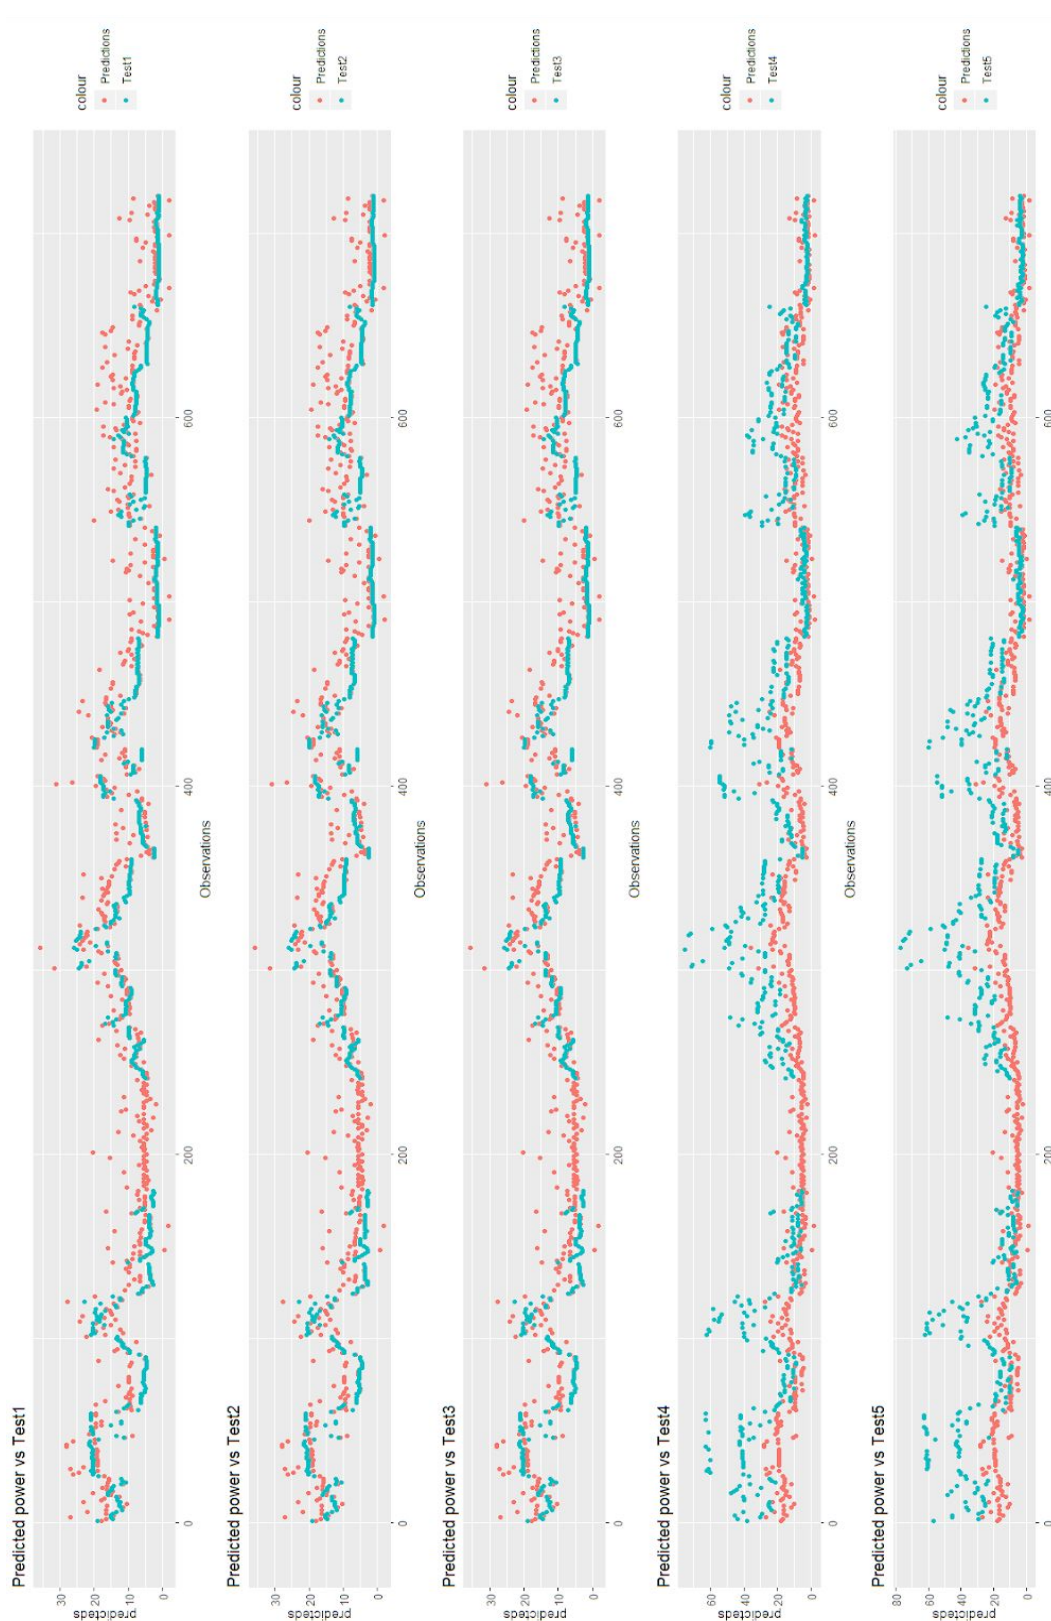 Predicted power vs Test1
predicteds
30
20
10
0
0
200
400
600
Observations
colour
Predictions
Test1
Predicted power vs Test2
predicteds
30
20
10
0
0
200
400
600
Observations
colour
Predictions
Test2
Predicted power vs Test3
predicteds
30
20
10
0
0
200
400
600
Observations
colour
Predictions
Test3
Predicted power vs Test4
predicteds
60
40
20
0
0
200
400
600
Observations
colour
Predictions
Test4
Predicted power vs Test5
predicteds
80
60
40
20
0
0
200
400
600
colour
Predictions
Test5